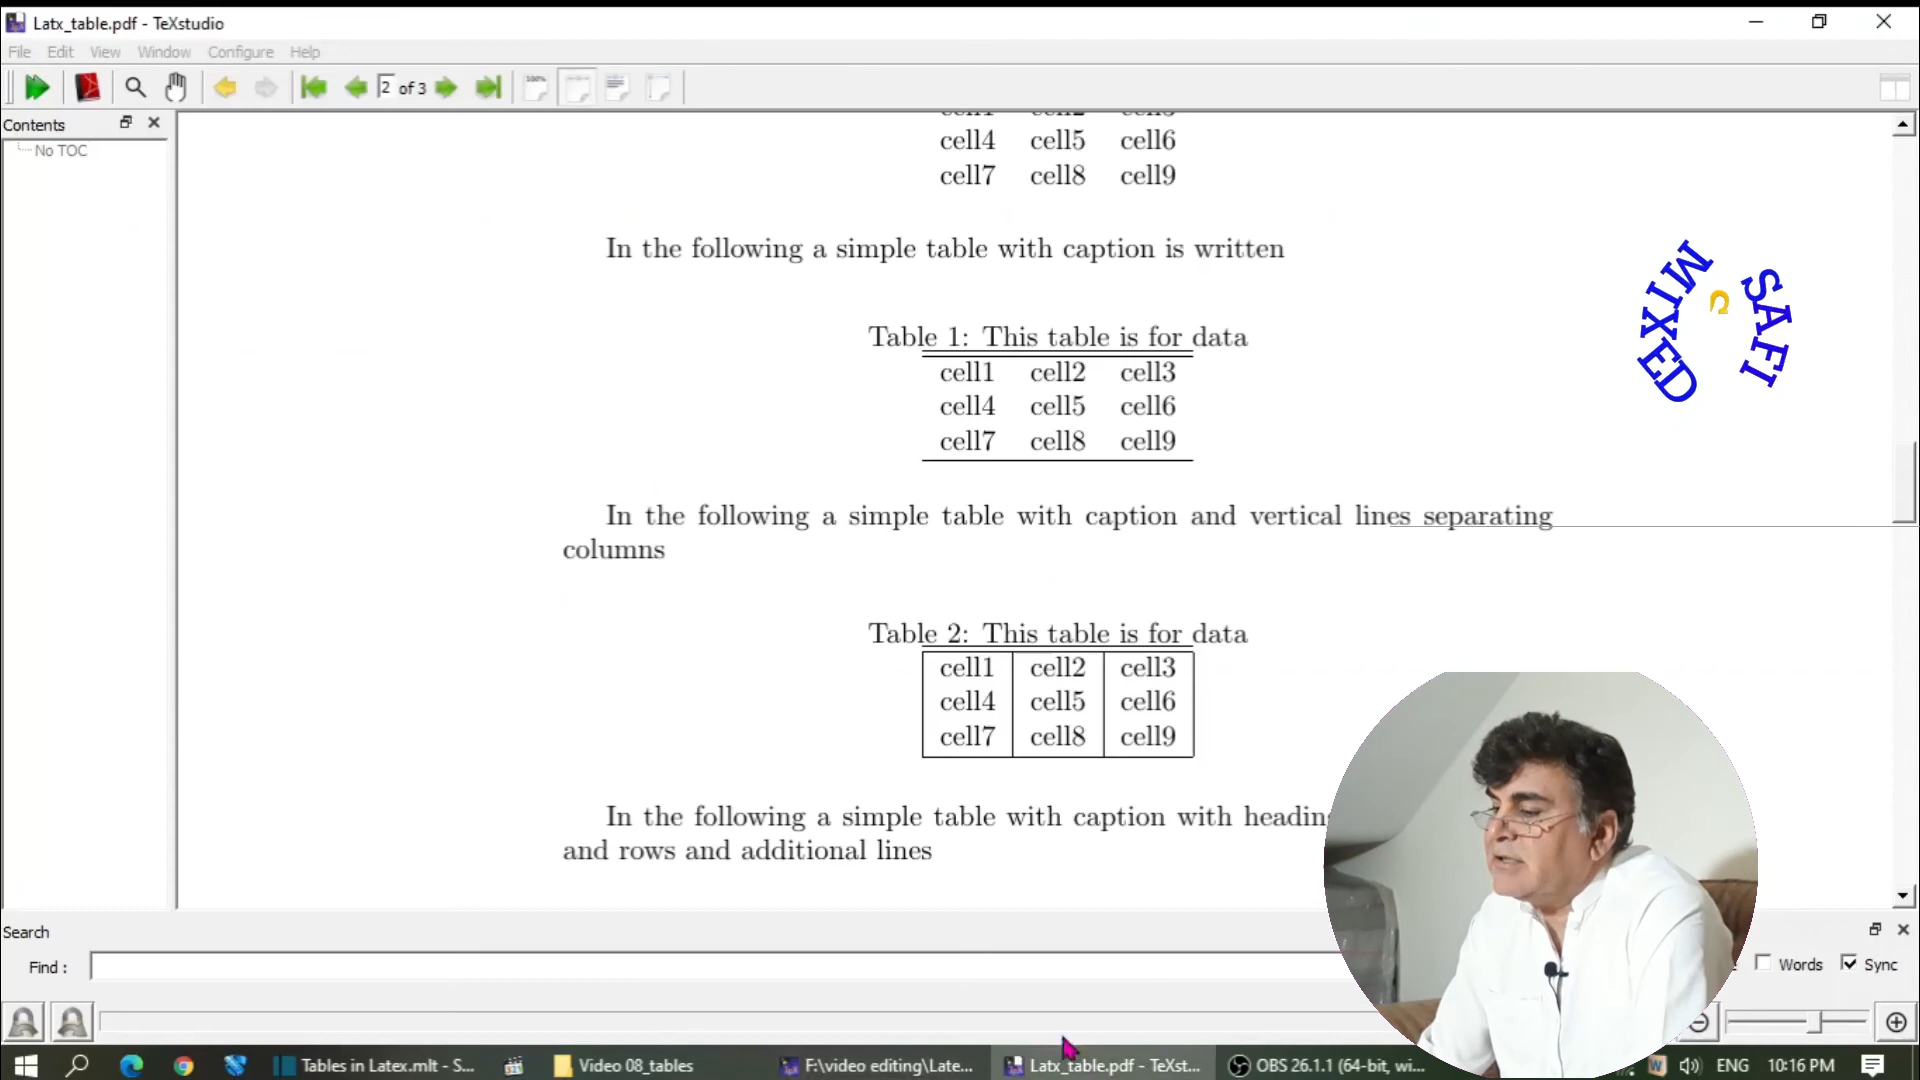 Latx_table.pdf - TeXstudio
File Edit View Window Configure Help
2 of 3
100%
Contents
No TOC
cell4 cell5 cell6
cell7 cell8 cell9
In the following a simple table with caption is written
MIXED
SAFI
Table 1: This table is for data
cell1 cell2 cell3
cell4 cell5 cell6
cell7 cell8 cell9
In the following a simple table with caption and vertical lines separating
columns
Table 2: This table is for data
cell1 cell2 cell3
cell4 cell5 cell6
cell7 cell8 cell9
In the following a simple table with caption with heading
and rows and additional lines
Search
Find :
Words Sync
Tables in Latex.mlt - S...
Video 08_tables
F:\video editing\Late...
Latx_table.pdf - TeXst...
OBS 26.1.1 (64-bit, wi...
ENG 10:16 PM